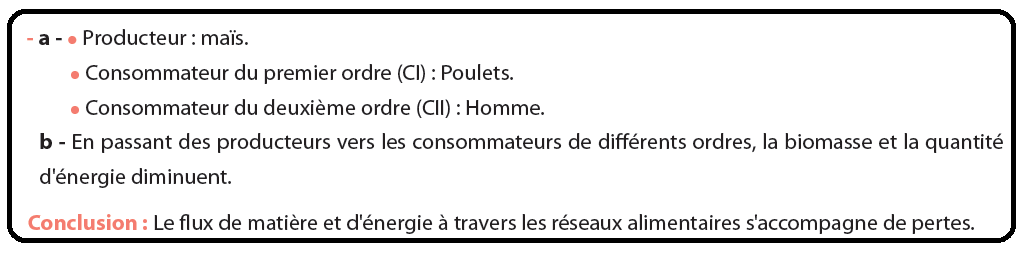 - a - • Producteur : maïs.
• Consommateur du premier ordre (CI) : Poulets.
• Consommateur du deuxième ordre (CII) : Homme.
b - En passant des producteurs vers les consommateurs de différents ordres, la biomasse et la quantité
d'énergie diminuent.
Conclusion : Le flux de matière et d'énergie à travers les réseaux alimentaires s'accompagne de pertes.